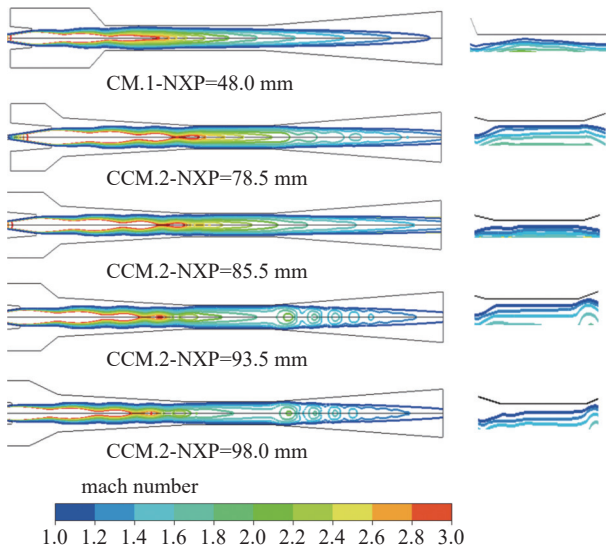 CM.1-NXP=48.0 mm
CCM.2-NXP=78.5 mm
CCM.2-NXP=85.5 mm
CCM.2-NXP=93.5 mm
CCM.2-NXP=98.0 mm
mach number
1.0 1.2 1.4 1.6 1.8 2.0 2.2 2.4 2.6 2.8 3.0